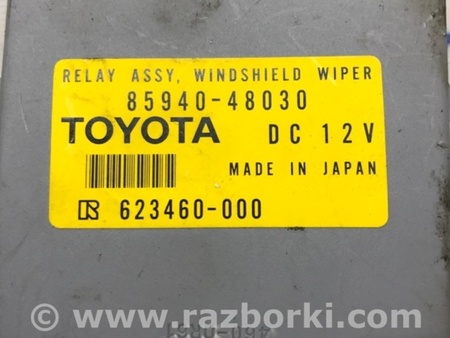 RELAY ASSY, WINDSHIELD WIPER
85940-48030
TOYOTA DC 12V
MADE IN JAPAN
623460-000
www.razborki.com